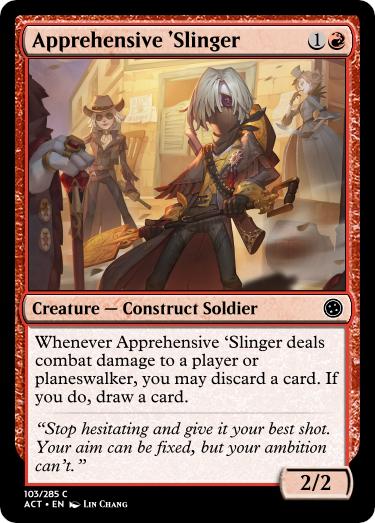 Apprehensive ’Slinger 1
Creature — Construct Soldier
Whenever Apprehensive ‘Slinger deals
combat damage to a player or
planeswalker, you may discard a card. If
you do, draw a card.
“Stop hesitating and give it your best shot.
Your aim can be fixed, but your ambition
can’t.”
2/2
103/285 C
ACT • EN Lin Chang